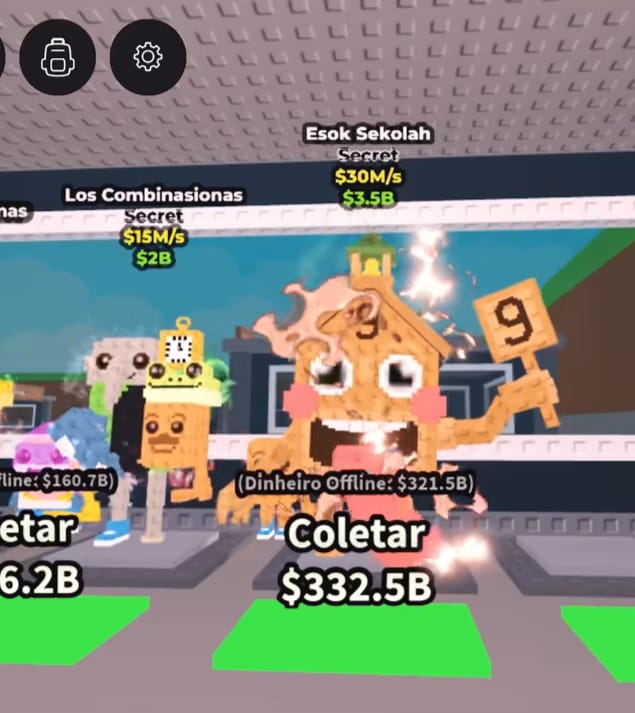 Esok Sekolah
Secret
$30M/s
$3.5B
nas
Los Combinasionas
Secret
$15M/s
$2B
9
9
fline: $160.7B)
(Dinheiro Offline: $321.5B)
etar
6.2B
Coletar
$332.5B